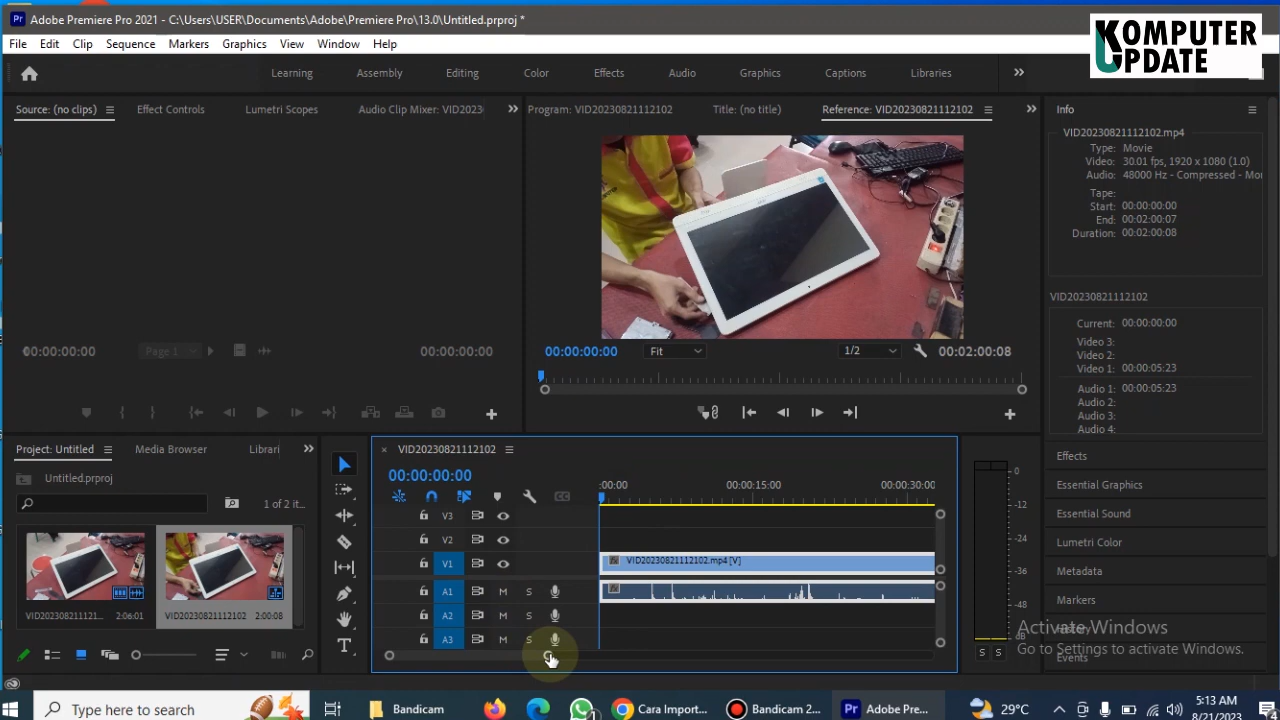 Adobe Premiere Pro 2021 - C:\Users\USER\Documents\Adobe\Premiere Pro\13.0\Untitled.prproj *
KOMPUTER
UPDATE
File Edit Clip Sequence Markers Graphics View Window Help
Learning Assembly Editing Color Effects Audio Graphics Captions Libraries
Source: (no clips) Effect Controls Lumetri Scopes Audio Clip Mixer: VID2023
Program: VID20230821112102 Title: (no title) Reference: VID20230821112102
Info
VID20230821112102.mp4
Type: Movie
Video: 30.01 fps, 1920 x 1080 (1.0)
Audio: 48000 Hz - Compressed - Mo
Tape:
Start: 00:00:00:00
End: 00:02:00:07
Duration: 00:02:00:08
VID20230821112102
Current: 00:00:00:00
Video 3:
Video 2:
Video 1: 00:00:05:23
Audio 1: 00:00:05:23
Audio 2:
Audio 3:
Audio 4:
00:00:00:00 Page 1 00:00:00:00
00:00:00:00 Fit 1/2 00:02:00:08
Project: Untitled Media Browser Librari
Untitled.prproj
1 of 2 it...
VID202308211121... 2:06:01
VID20230821112102 2:00:08
VID20230821112102
00:00:00:00
:00:00 00:00:15:00 00:00:30:00
V3
V2
V1 VID20230821112102.mp4 [V]
A1 M S
A2 M S
A3 M S
0
-12
-24
-36
-48
dB
S S
Effects
Essential Graphics
Essential Sound
Lumetri Color
Metadata
Markers
History
Events
Activate Windows
Go to Settings to activate Windows.
Type here to search
Bandicam
1
Cara Import...
Bandicam 2...
Adobe Pre...
29°C
5:13 AM
8/21/2023